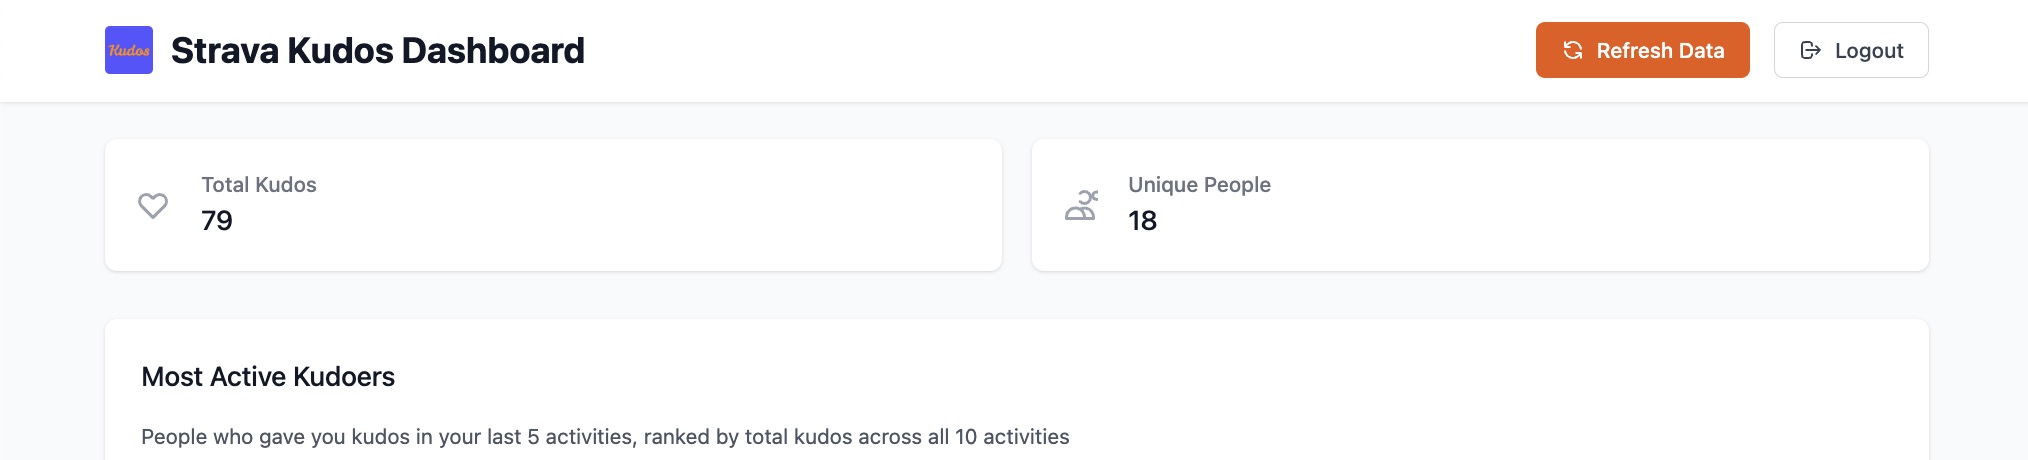 Kudos
Strava Kudos Dashboard
Refresh Data
Logout
Total Kudos
79
Unique People
18
Most Active Kudoers
People who gave you kudos in your last 5 activities, ranked by total kudos across all 10 activities